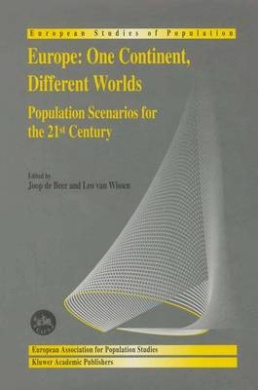 European Studies of Population
Europe: One Continent,
Different Worlds
Population Scenarios for
the 21st Century
Edited by
Joop de Beer and Leo van Wissen
European Association for Population Studies
Kluwer Academic Publishers